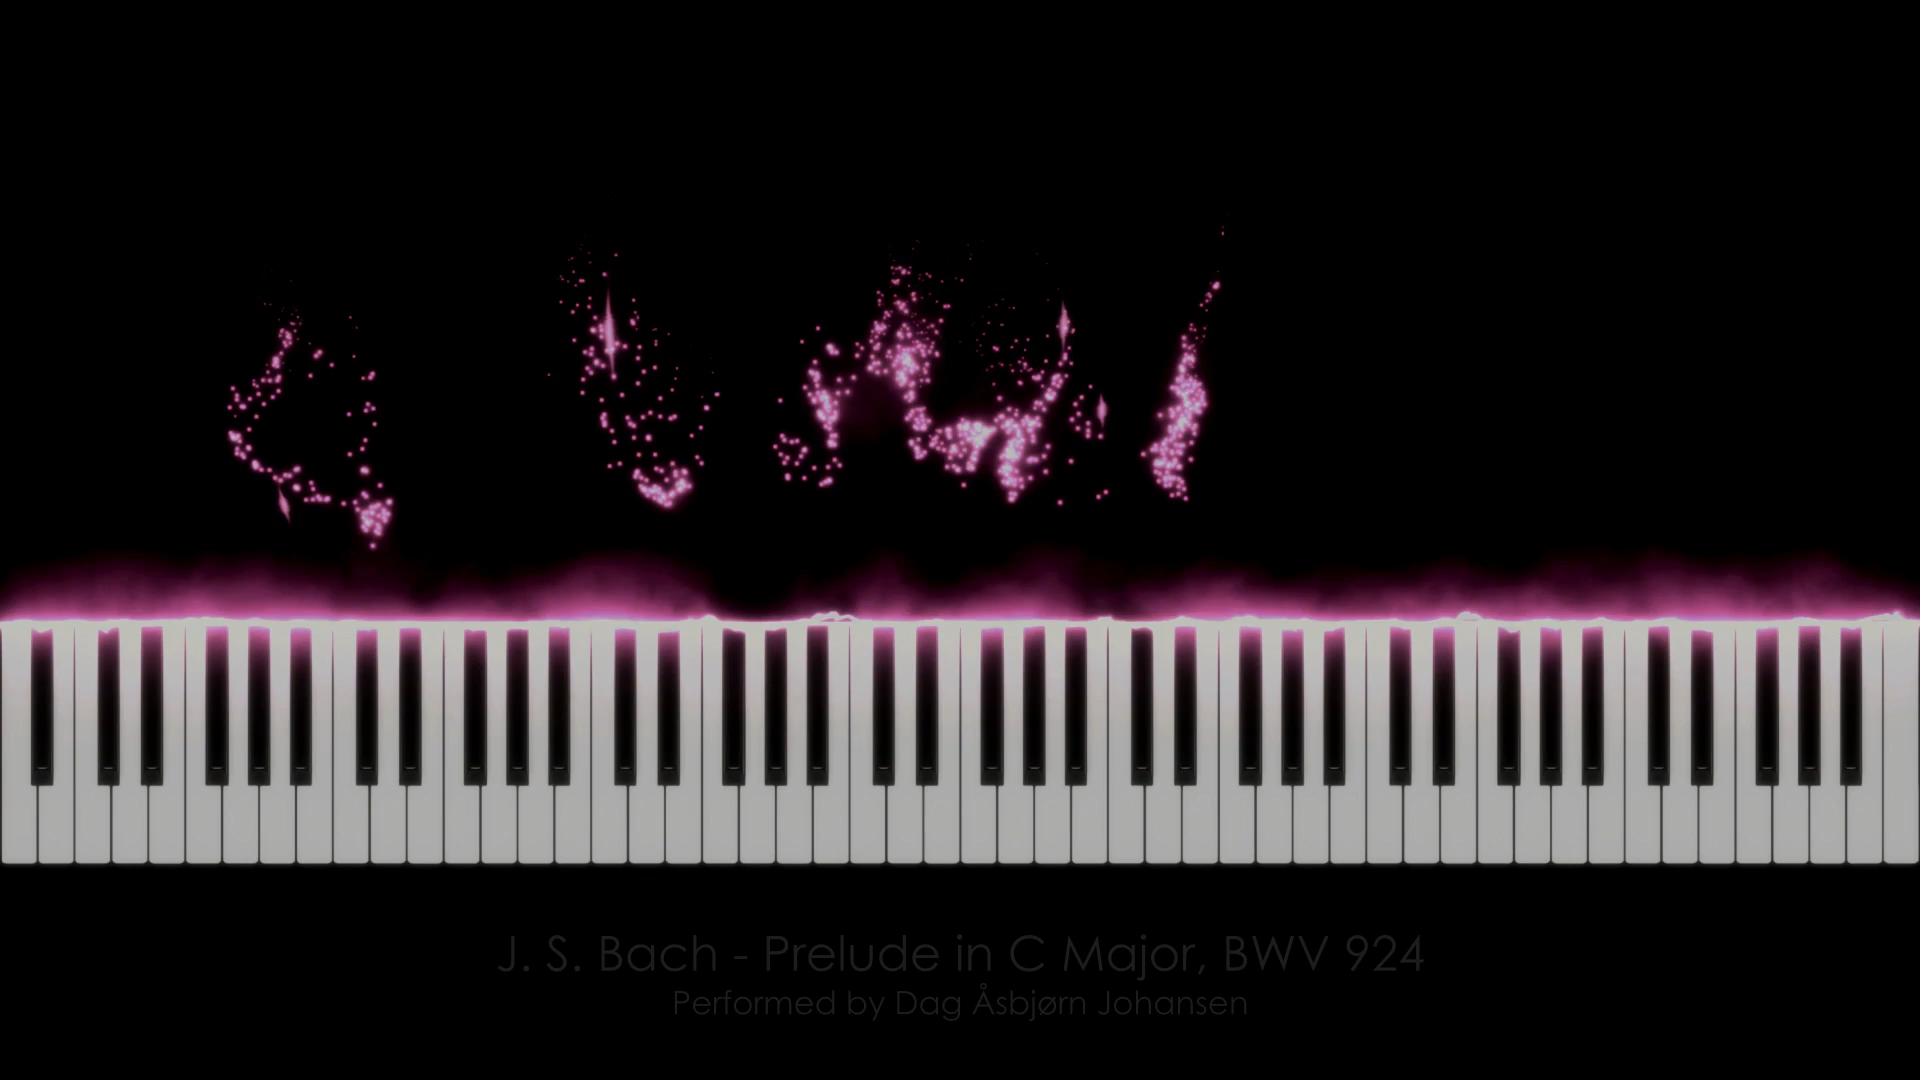 J. S. Bach - Prelude in C Major, BWV 924
Performed by Dag Åsbjørn Johansen